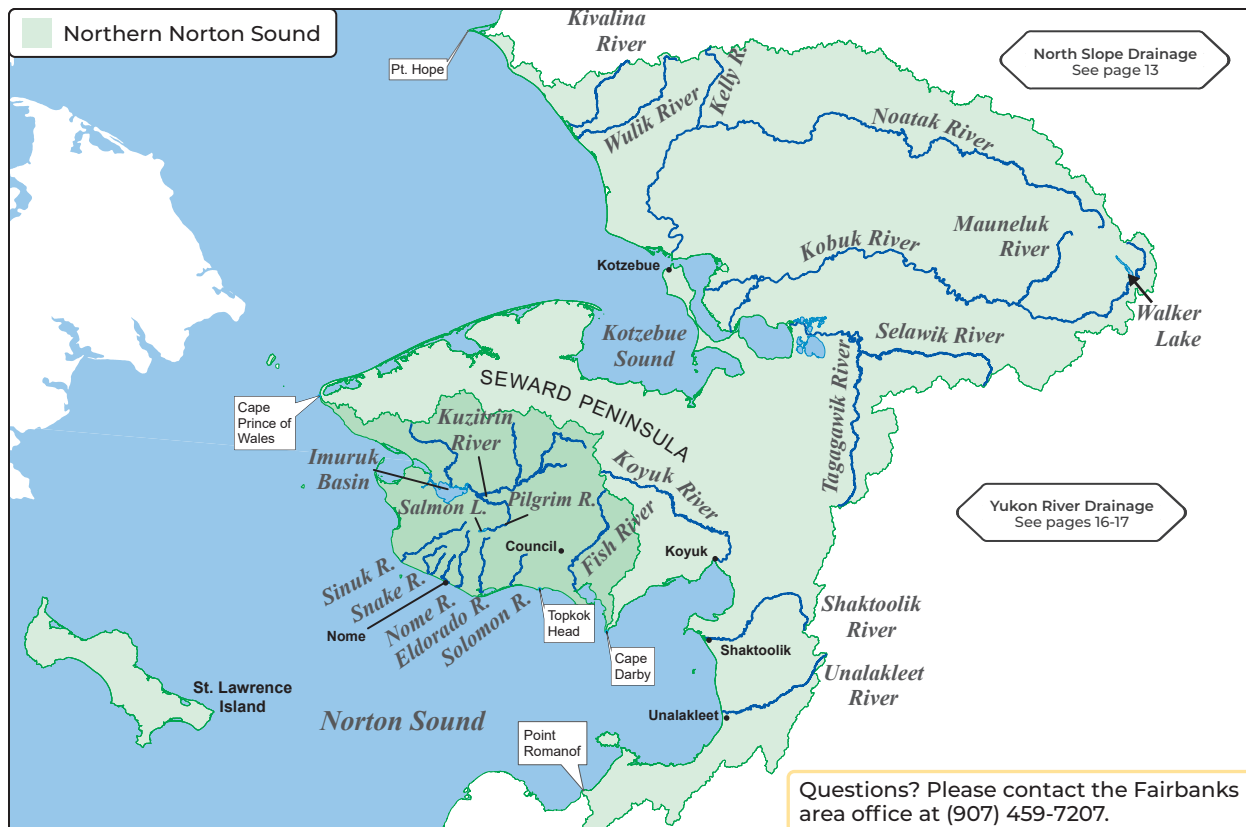 Northern Norton Sound
Kivalina
River
North Slope Drainage
See page 13
Pt. Hope
Wulik River
Kelly R.
Noatak River
Mauneluk
River
Kobuk River
Kotzebue
Walker
Lake
Kotzebue
Sound
Selawik River
SEWARD PENINSULA
Tagagawik River
Cape
Prince of
Wales
Kuzitrin
River
Imuruk
Basin
Koyuk River
Salmon L.
Pilgrim R.
Yukon River Drainage
See pages 16-17
Council
Fish River
Koyuk
Sinuk R.
Snake R.
Nome
Nome R.
Eldorado R.
Solomon R.
Topkok
Head
Cape
Darby
Shaktoolik
River
Shaktoolik
Unalakleet
River
St. Lawrence
Island
Norton Sound
Unalakleet
Point
Romanof
Questions? Please contact the Fairbanks
area office at (907) 459-7207.